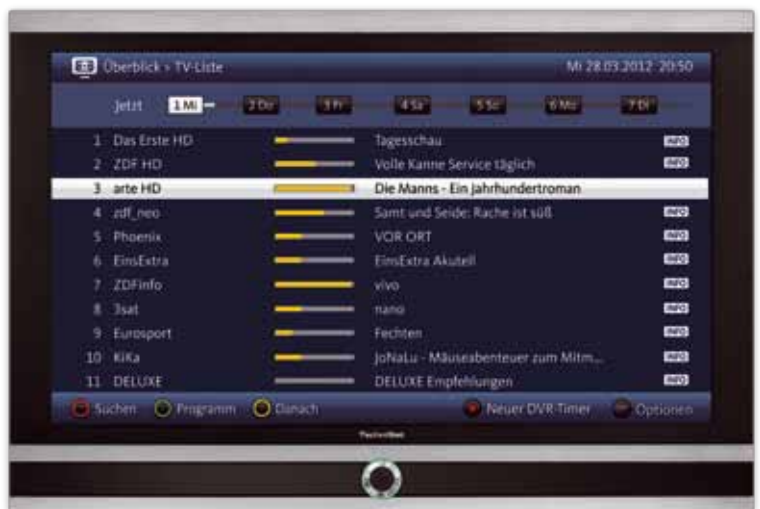 Überblick > TV-Liste Mi 28.03.2012 20:50
Jetzt 1 Mi 2 Do 3 Fr 4 Sa 5 So 6 Mo 7 Di
1 Das Erste HD Tagesschau INFO
2 ZDF HD Volle Kanne Service täglich INFO
3 arte HD Die Manns - Ein Jahrhundertroman
4 zdf_neo Samt und Seide: Rache ist süß INFO
5 Phoenix VOR ORT INFO
6 EinsExtra EinsExtra Akutell INFO
7 ZDFinfo vivo INFO
8 3sat nano INFO
9 Eurosport Fechten INFO
10 KiKa JoNaLu - Mäuseabenteuer zum Mitm... INFO
11 DELUXE DELUXE Empfehlungen INFO
Suchen Programm Danach Neuer DVR-Timer Optionen
TechniSat